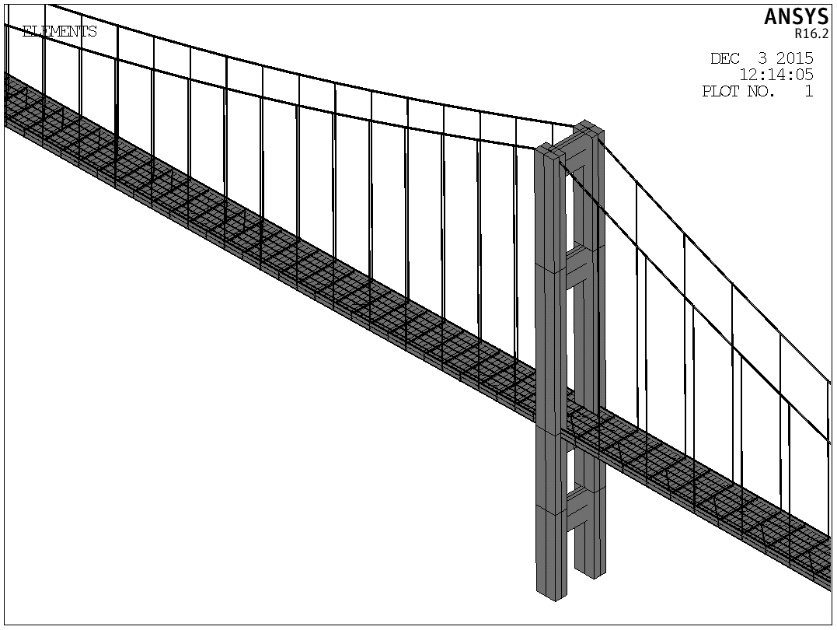 ELEMENTS
ANSYS
R16.2
DEC 3 2015
12:14:05
PLOT NO. 1